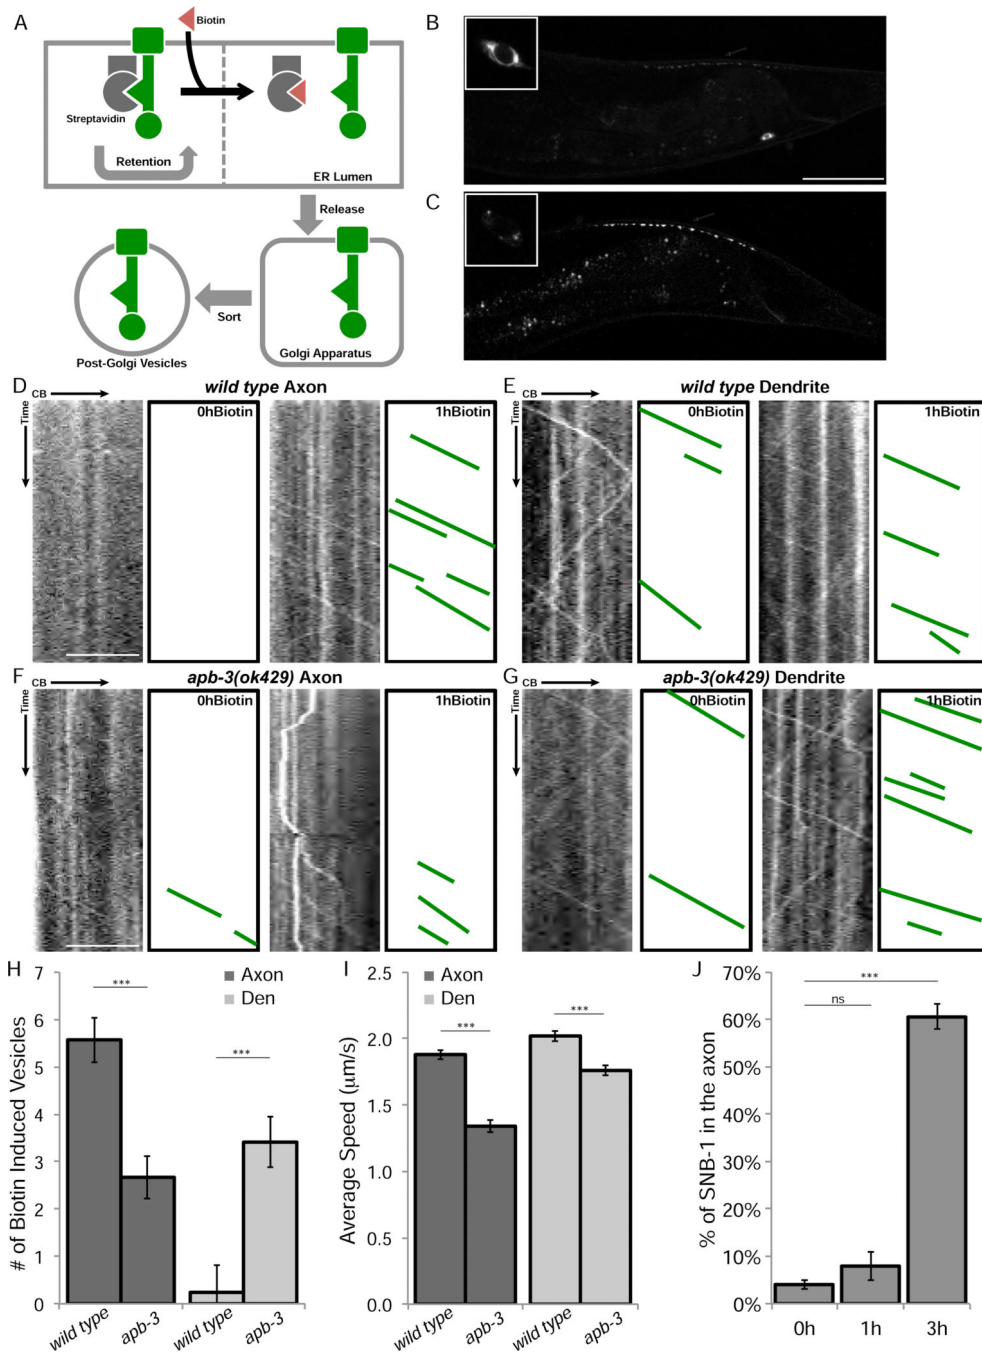 A
Biotin
Streptavidin
Retention
ER Lumen
Release
Sort
Post-Golgi Vesicles
Golgi Apparatus
B
C
D
CB
wild type Axon
Time
0hBiotin
1hBiotin
E
CB
wild type Dendrite
Time
0hBiotin
1hBiotin
F
CB
apb-3(ok429) Axon
Time
0hBiotin
1hBiotin
G
CB
apb-3(ok429) Dendrite
Time
0hBiotin
1hBiotin
H
# of Biotin Induced Vesicles
7
6
5
4
3
2
1
0
***
***
Axon
Den
wild type
apb-3
wild type
apb-3
I
Average Speed (μm/s)
2.5
2.0
1.5
1.0
0.5
0.0
Axon
Den
***
***
wild type
apb-3
wild type
apb-3
J
% of SNB-1 in the axon
70%
60%
50%
40%
30%
20%
10%
0%
***
ns
0h
1h
3h